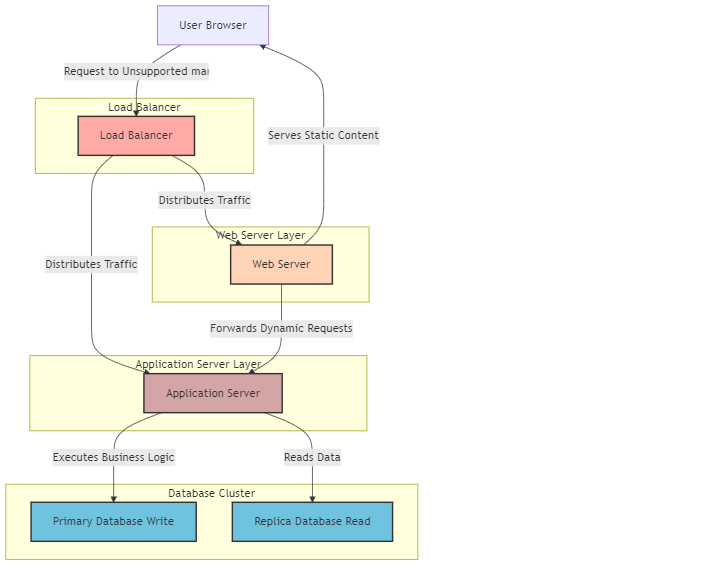 User Browser
Request to Unsupported mar
Load Balancer
Load Balancer
Serves Static Content
Distributes Traffic
Web Server Layer
Web Server
Distributes Traffic
Forwards Dynamic Requests
Application Server Layer
Application Server
Executes Business Logic
Reads Data
Database Cluster
Primary Database Write
Replica Database Read